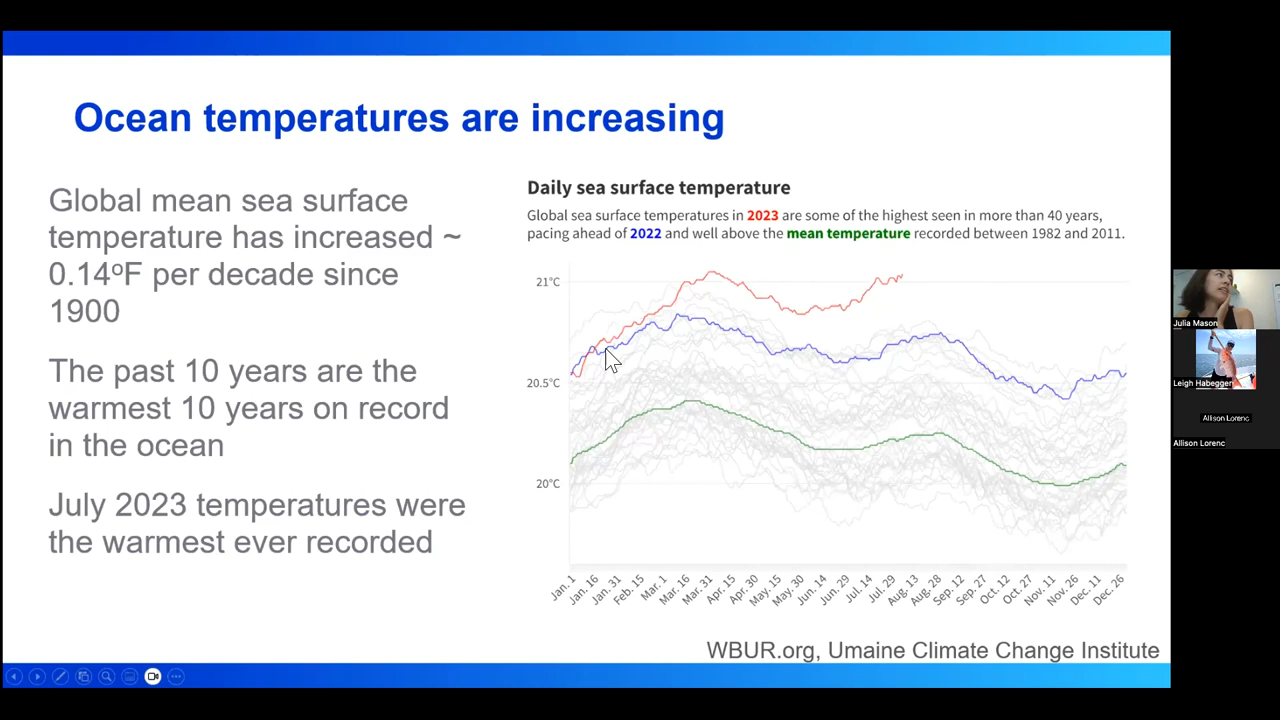 Ocean temperatures are increasing
Global mean sea surface
temperature has increased ~
0.14ºF per decade since
1900
The past 10 years are the
warmest 10 years on record
in the ocean
July 2023 temperatures were
the warmest ever recorded
Daily sea surface temperature
Global sea surface temperatures in 2023 are some of the highest seen in more than 40 years,
pacing ahead of 2022 and well above the mean temperature recorded between 1982 and 2011.
21°C
20.5°C
20°C
Jan. 1
Jan. 16
Jan. 31
Feb. 15
Mar. 1
Mar. 16
Mar. 31
Apr. 15
Apr. 30
May. 15
May. 30
Jun. 14
Jun. 29
Jul. 14
Jul. 29
Aug. 13
Aug. 28
Sep. 12
Sep. 27
Oct. 12
Oct. 27
Nov. 11
Nov. 26
Dec. 11
Dec. 26
WBUR.org, Umaine Climate Change Institute
Julia Mason
Leigh Habegger
Allison Lorenc
Allison Lorenc